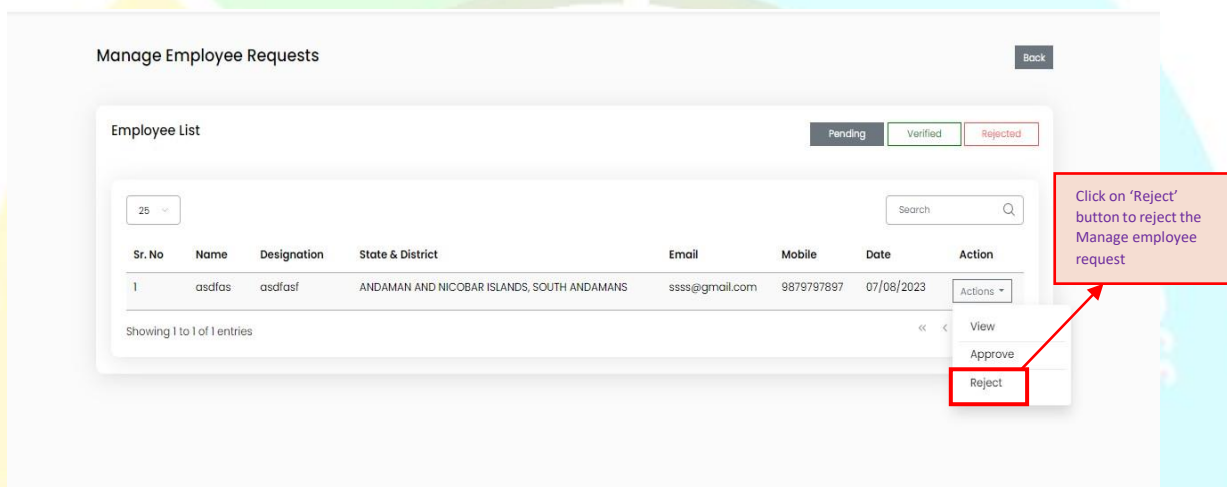 Manage Employee Requests
Back
Employee List
Pending Verified Rejected
25
Search
Sr. No Name Designation State & District Email Mobile Date Action
1 asdfas asdfasf ANDAMAN AND NICOBAR ISLANDS, SOUTH ANDAMANS ssss@gmail.com 9879797897 07/08/2023 Actions
Showing 1 to 1 of 1 entries
« ‹
View
Approve
Reject
Click on ‘Reject’
button to reject the
Manage employee
request